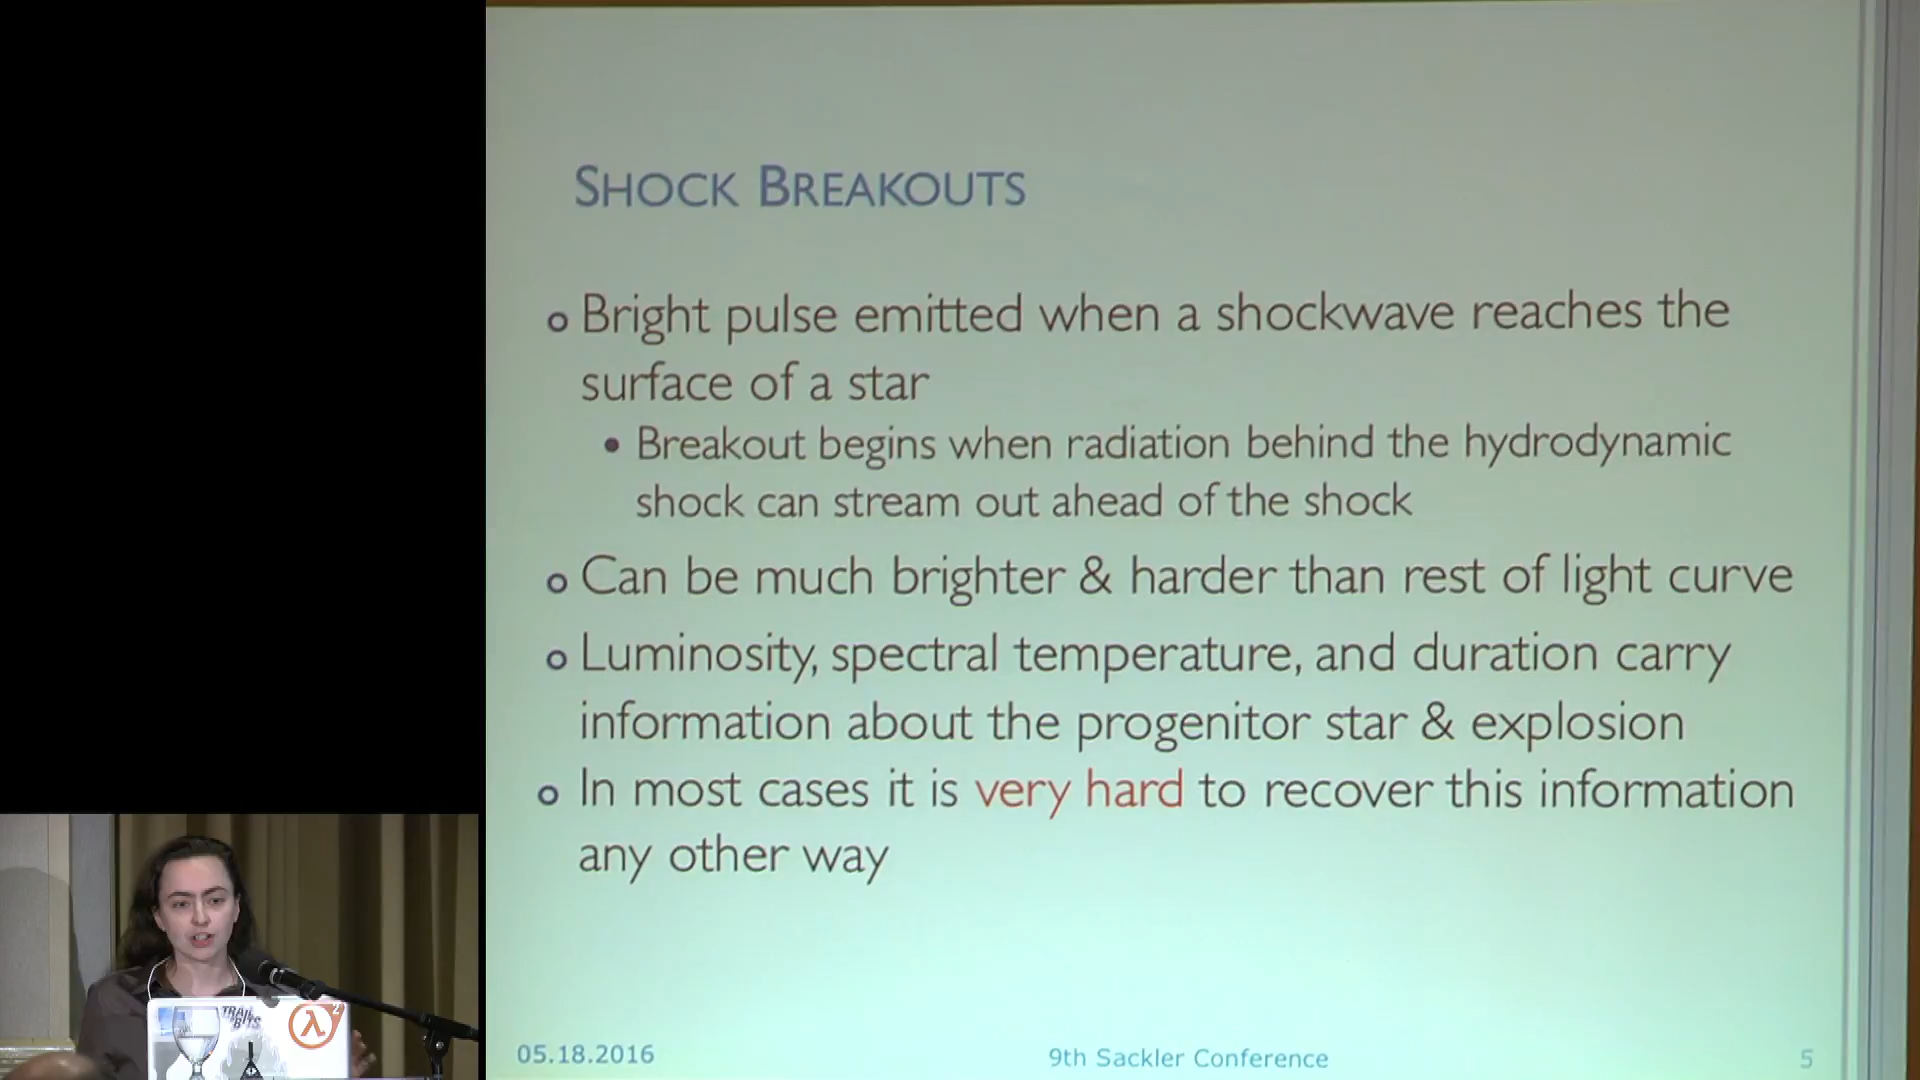 SHOCK BREAKOUTS
Bright pulse emitted when a shockwave reaches the
surface of a star
Breakout begins when radiation behind the hydrodynamic
shock can stream out ahead of the shock
Can be much brighter & harder than rest of light curve
Luminosity, spectral temperature, and duration carry
information about the progenitor star & explosion
In most cases it is very hard to recover this information
any other way
TRAIL
BITS
λ2
05.18.2016
9th Sackler Conference
5